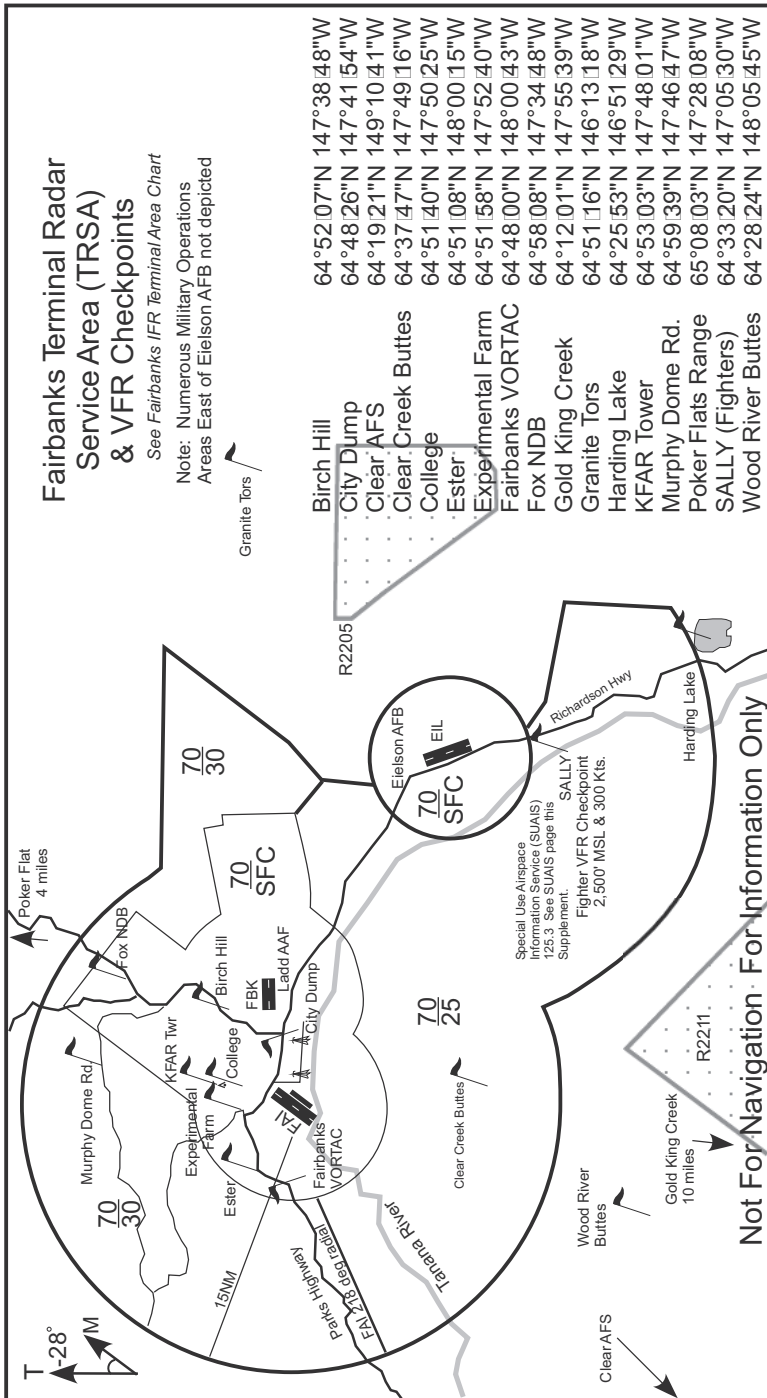 Fairbanks Terminal Radar
Service Area (TRSA)
& VFR Checkpoints
See Fairbanks IFR Terminal Area Chart
Note: Numerous Military Operations
Areas East of Eielson AFB not depicted
T
-28°
M
Poker Flat
4 miles
Fox NDB
Murphy Dome Rd.
70
30
70
30
KFAR Twr
Birch Hill
70
SFC
Experimental
Farm
College
FBK
Ladd AAF
Ester
City Dump
FAI
Fairbanks
VORTAC
15NM
Parks Highway
FAI 218 deg radial
Tanana River
Granite Tors
R2205
Eielson AFB
EIL
70
SFC
70
25
Clear Creek Buttes
Special Use Airspace
Information Service (SUAIS)
125.3 See SUAIS page this
Supplement.
SALLY
Fighter VFR Checkpoint
2,500' MSL & 300 Kts.
Richardson Hwy
Harding Lake
Wood River
Buttes
Gold King Creek
10 miles
R2211
Clear AFS
Birch Hill 64°52'07"N 147°38'48"W
City Dump 64°48'26"N 147°41'54"W
Clear AFS 64°19'21"N 149°10'41"W
Clear Creek Buttes 64°37'47"N 147°49'16"W
College 64°51'40"N 147°50'25"W
Ester 64°51'08"N 148°00'15"W
Experimental Farm 64°51'58"N 147°52'40"W
Fairbanks VORTAC 64°48'00"N 148°00'43"W
Fox NDB 64°58'08"N 147°34'48"W
Gold King Creek 64°12'01"N 147°55'39"W
Granite Tors 64°51'16"N 146°13'18"W
Harding Lake 64°25'53"N 146°51'29"W
KFAR Tower 64°53'03"N 147°48'01"W
Murphy Dome Rd. 64°59'39"N 147°46'47"W
Poker Flats Range 65°08'03"N 147°28'08"W
SALLY (Fighters) 64°33'20"N 147°05'30"W
Wood River Buttes 64°28'24"N 148°05'45"W
Not For Navigation For Information Only